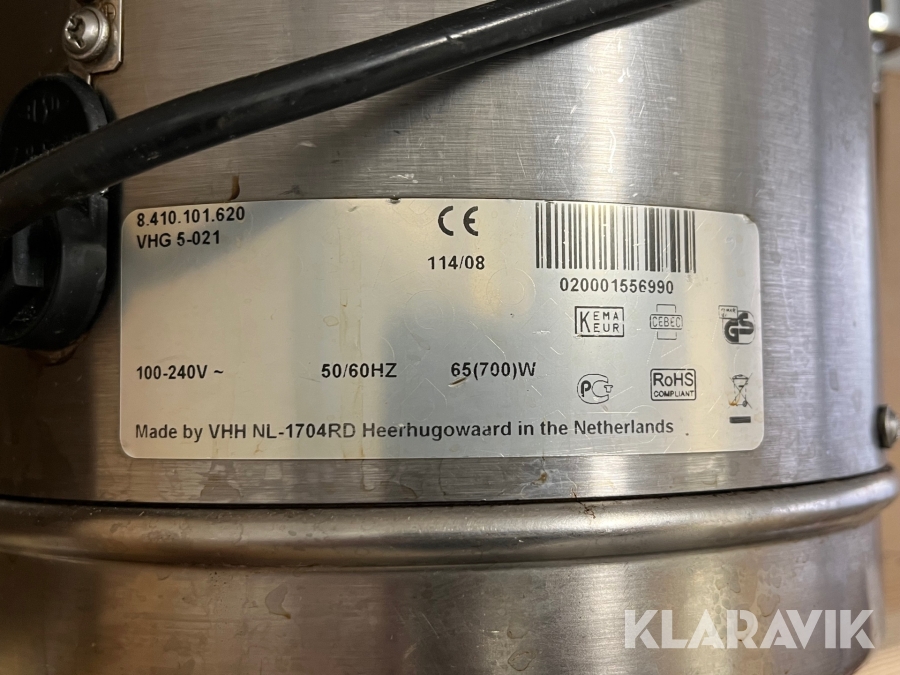 8.410.101.620
VHG 5-021
CE
114/08
020001556990
KEMA
KEUR
CEBEC
GS
PCT
RoHS
COMPLIANT
100-240V ~ 50/60HZ 65(700)W
Made by VHH NL-1704RD Heerhugowaard in the Netherlands
KLARAVIK